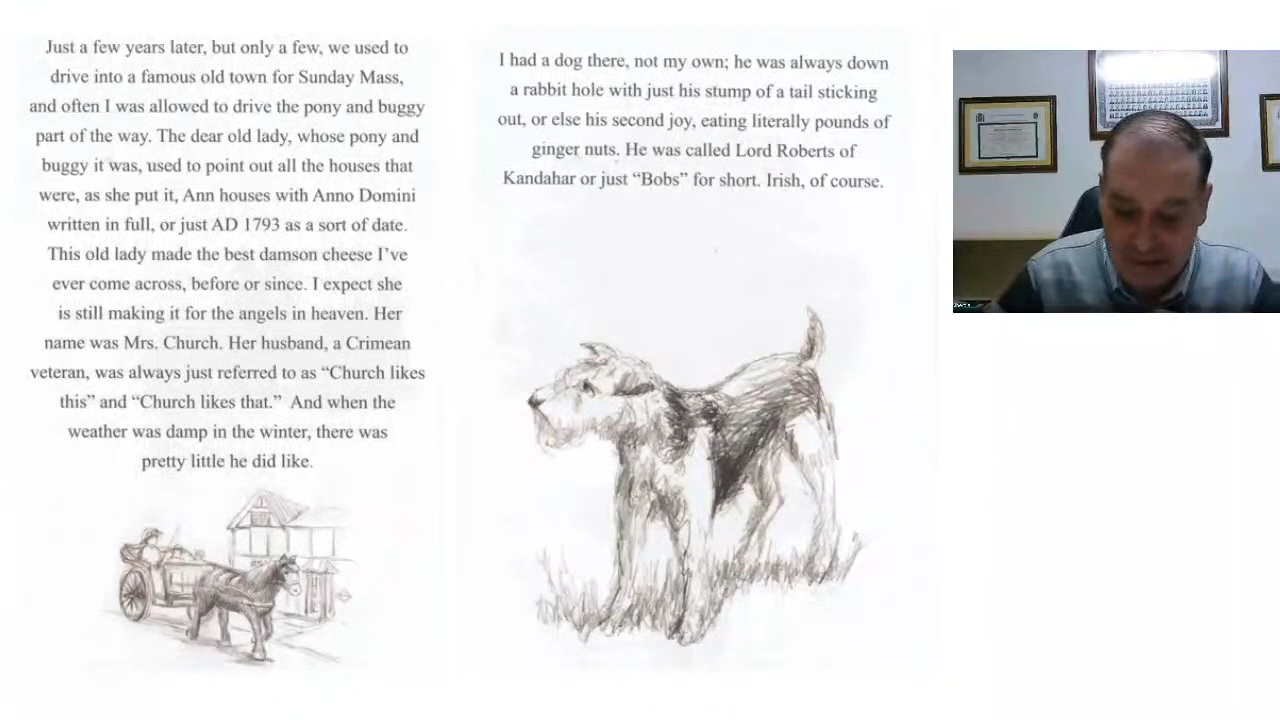 Just a few years later, but only a few, we used to
drive into a famous old town for Sunday Mass,
and often I was allowed to drive the pony and buggy
part of the way. The dear old lady, whose pony and
buggy it was, used to point out all the houses that
were, as she put it, Ann houses with Anno Domini
written in full, or just AD 1793 as a sort of date.
This old lady made the best damson cheese I’ve
ever come across, before or since. I expect she
is still making it for the angels in heaven. Her
name was Mrs. Church. Her husband, a Crimean
veteran, was always just referred to as “Church likes
this” and “Church likes that.” And when the
weather was damp in the winter, there was
pretty little he did like.
I had a dog there, not my own; he was always down
a rabbit hole with just his stump of a tail sticking
out, or else his second joy, eating literally pounds of
ginger nuts. He was called Lord Roberts of
Kandahar or just “Bobs” for short. Irish, of course.